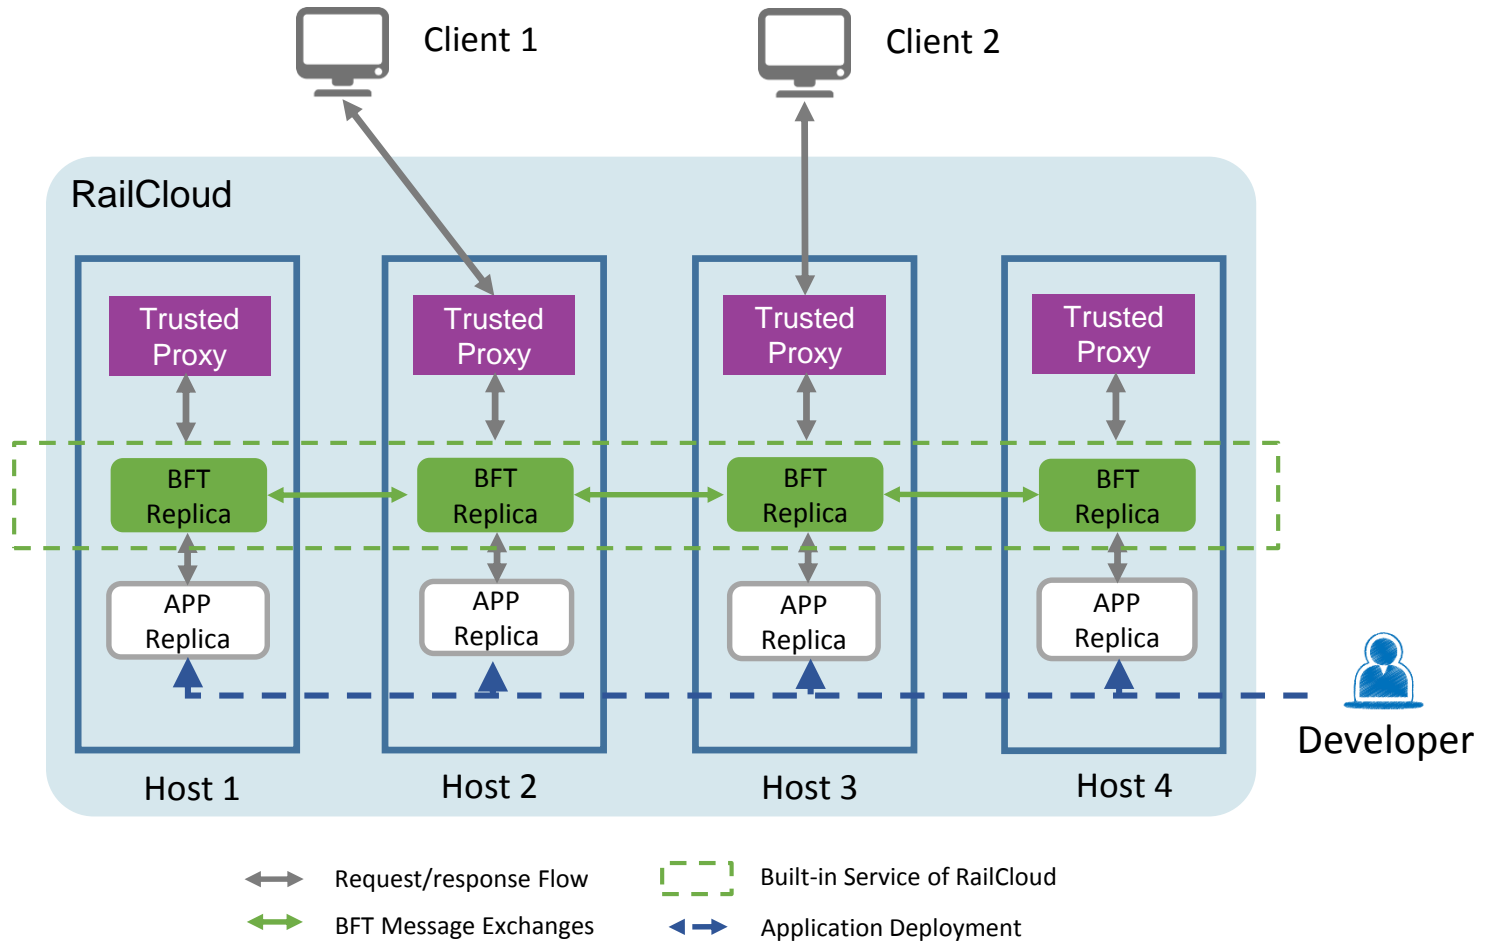 Client 1
Client 2
RailCloud
Trusted
Proxy
Trusted
Proxy
Trusted
Proxy
Trusted
Proxy
BFT
Replica
BFT
Replica
BFT
Replica
BFT
Replica
APP
Replica
APP
Replica
APP
Replica
APP
Replica
Developer
Host 1
Host 2
Host 3
Host 4
Request/response Flow
Built-in Service of RailCloud
BFT Message Exchanges
Application Deployment